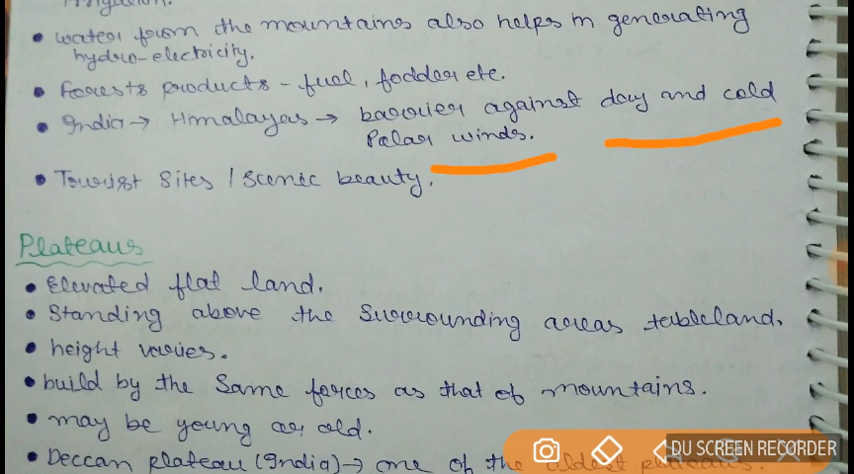 • water from the mountains also helps in generating
hydro-electricity.
• Forests products - fuel, fodder etc.
• India → Himalayas → barrier against dry and cold
Polar winds.
• Tourist Sites / Scenic beauty.
Plateaus
• Elevated flat land.
• Standing above the Surrounding areas tableland.
• height varies.
• build by the Same forces as that of mountains.
• may be young or old.
• Deccan plateau (India) → one of the oldest plateaus.
DU SCREEN RECORDER